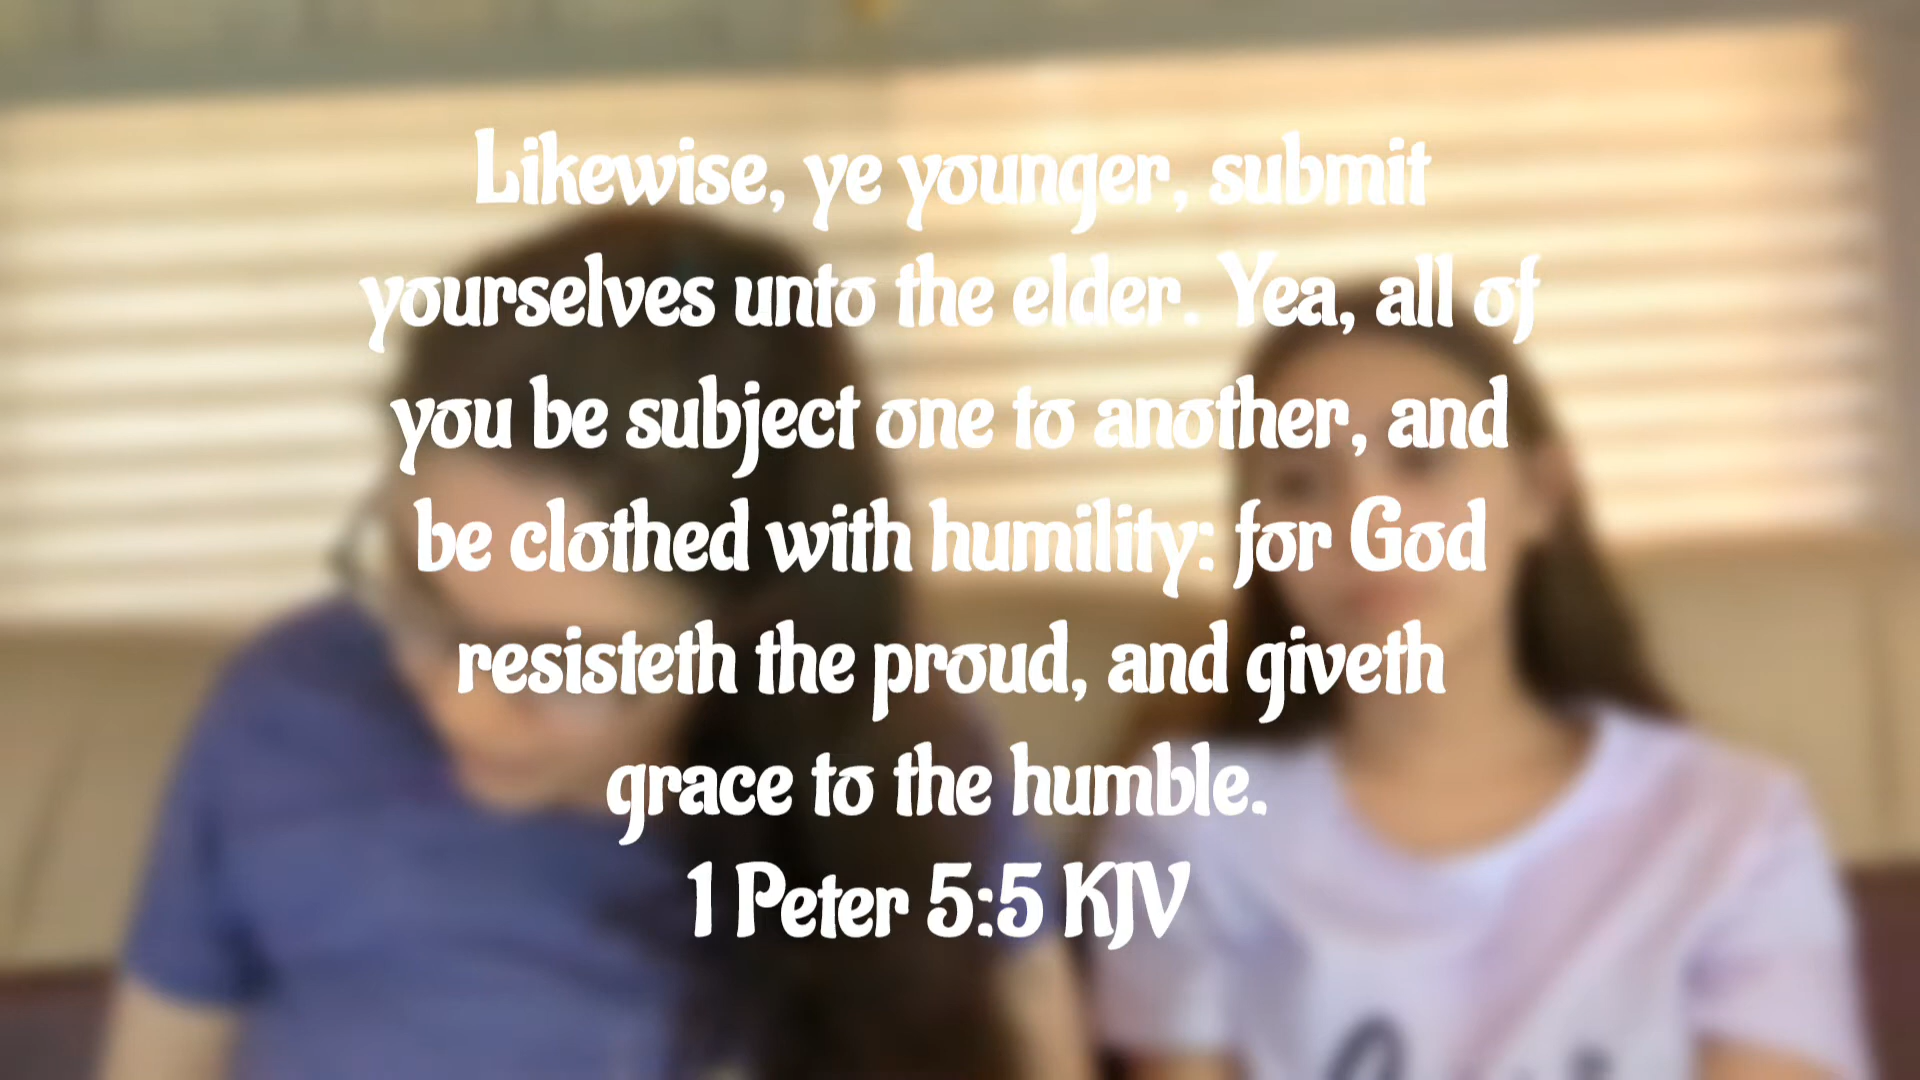 Likewise, ye younger, submit
yourselves unto the elder. Yea, all of
you be subject one to another, and
be clothed with humility: for God
resisteth the proud, and giveth
grace to the humble.
1 Peter 5:5 KJV